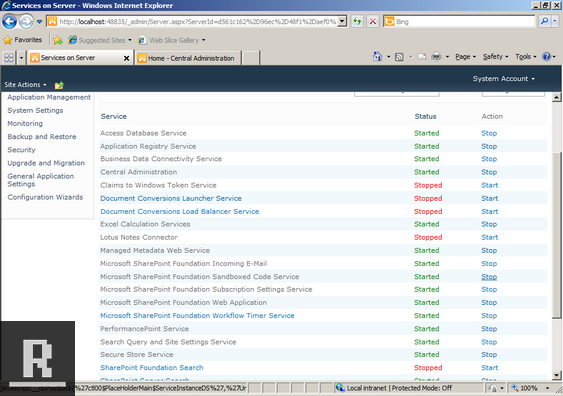 Services on Server - Windows Internet Explorer
http://localhost:48835/_admin/Server.aspx?ServerId=d561c162%2D96ec%2D48f1%2Daef0%
Bing
Favorites Suggested Sites Web Slice Gallery
Services on Server Home - Central Administration Page Safety Tools
System Account
Site Actions
Application Management
System Settings
Monitoring
Backup and Restore
Security
Upgrade and Migration
General Application
Settings
Configuration Wizards
Service Status Action
Access Database Service Started Stop
Application Registry Service Started Stop
Business Data Connectivity Service Started Stop
Central Administration Started Stop
Claims to Windows Token Service Stopped Start
Document Conversions Launcher Service Stopped Start
Document Conversions Load Balancer Service Stopped Start
Excel Calculation Services Started Stop
Lotus Notes Connector Stopped Start
Managed Metadata Web Service Started Stop
Microsoft SharePoint Foundation Incoming E-Mail Started Stop
Microsoft SharePoint Foundation Sandboxed Code Service Started Stop
Microsoft SharePoint Foundation Subscription Settings Service Started Stop
Microsoft SharePoint Foundation Web Application Started Stop
Microsoft SharePoint Foundation Workflow Timer Service Started Stop
PerformancePoint Service Started Stop
Search Query and Site Settings Service Started Stop
Secure Store Service Started Stop
SharePoint Foundation Search Stopped Start
SharePoint Server Search Started Stop
R
$PlaceHolderMain$ServiceInstanceDS%27,%27Ur Local intranet | Protected Mode: Off 100%